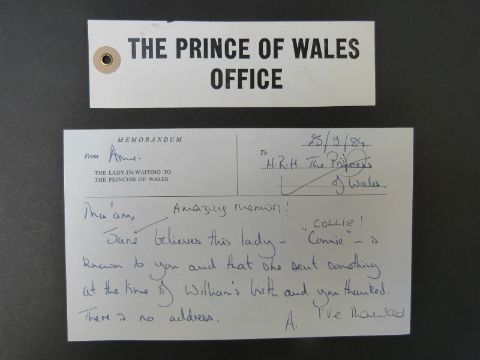 THE PRINCE OF WALES
OFFICE
MEMORANDUM
25/9/84
From Anne.
To
H.R.H. The Princess
of Wales
THE LADY-IN-WAITING TO
THE PRINCESS OF WALES
Ma'am,
Amazing memory!
"COLLIE!
Jane believes this lady - "Connie" - is
known to you and that she sent something
at the time of William's birth and you thanked.
There is no address.
A.
I've thanked